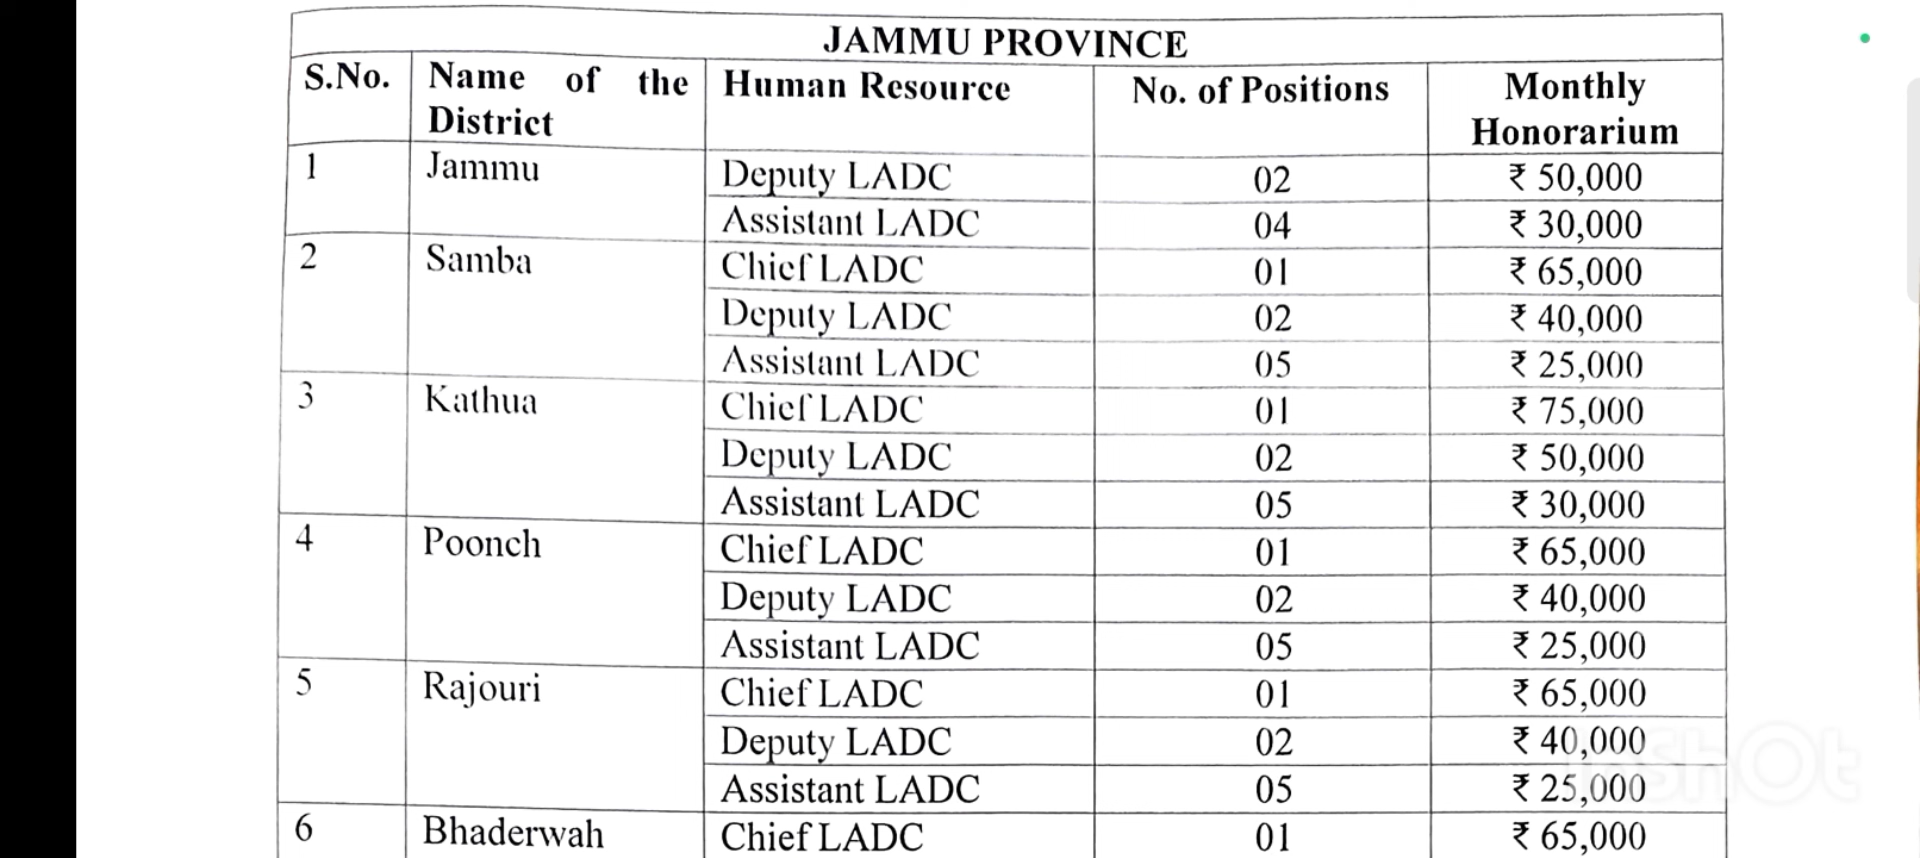 JAMMU PROVINCE
S.No. Name of the District Human Resource No. of Positions Monthly Honorarium
1 Jammu Deputy LADC 02 ₹ 50,000
Assistant LADC 04 ₹ 30,000
2 Samba Chief LADC 01 ₹ 65,000
Deputy LADC 02 ₹ 40,000
Assistant LADC 05 ₹ 25,000
3 Kathua Chief LADC 01 ₹ 75,000
Deputy LADC 02 ₹ 50,000
Assistant LADC 05 ₹ 30,000
4 Poonch Chief LADC 01 ₹ 65,000
Deputy LADC 02 ₹ 40,000
Assistant LADC 05 ₹ 25,000
5 Rajouri Chief LADC 01 ₹ 65,000
Deputy LADC 02 ₹ 40,000
Assistant LADC 05 ₹ 25,000
6 Bhaderwah Chief LADC 01 ₹ 65,000